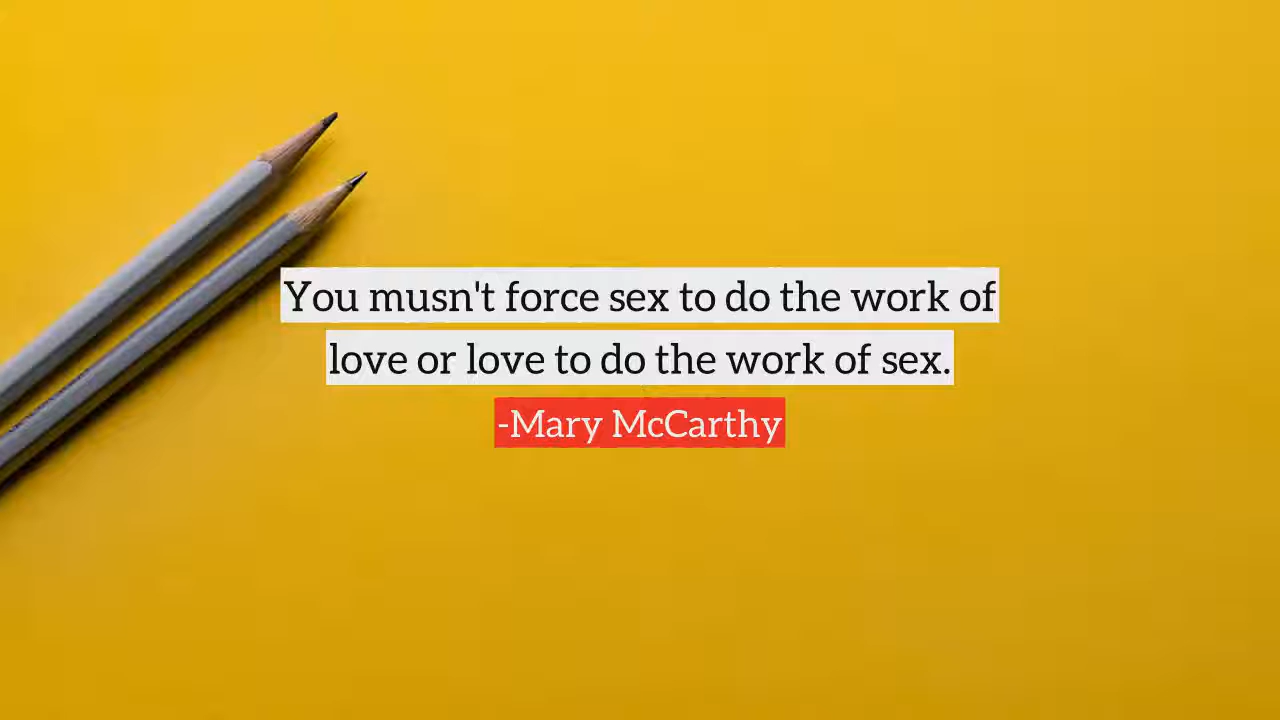 You musn't force sex to do the work of
love or love to do the work of sex.
-Mary McCarthy